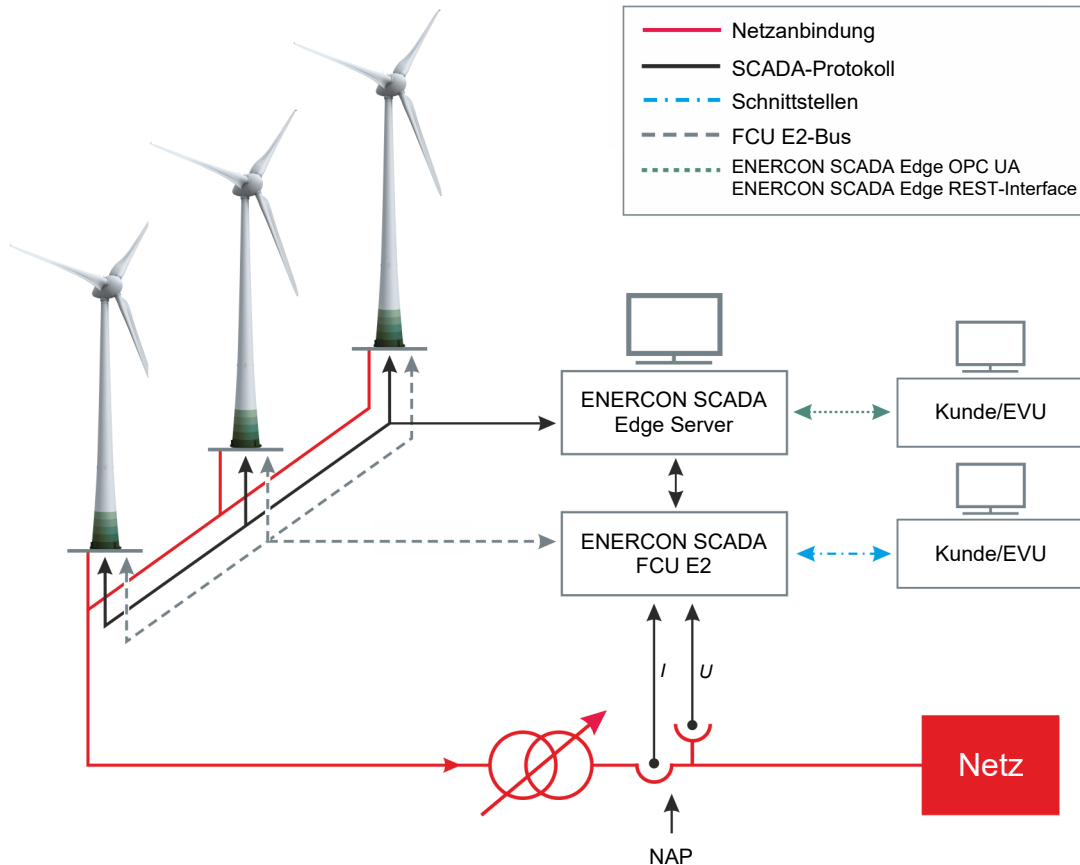 Netzanbindung
SCADA-Protokoll
Schnittstellen
FCU E2-Bus
ENERCON SCADA Edge OPC UA
ENERCON SCADA Edge REST-Interface
ENERCON SCADA
Edge Server
Kunde/EVU
ENERCON SCADA
FCU E2
Kunde/EVU
I
U
Netz
NAP